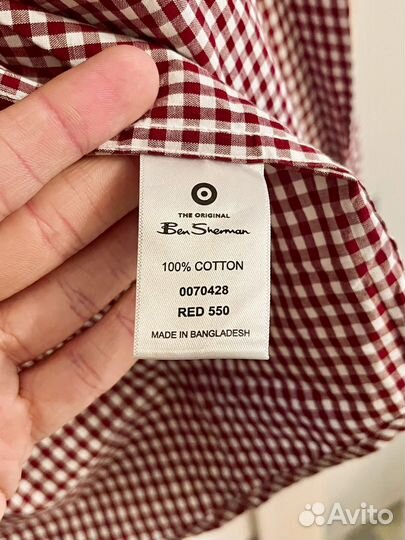 THE ORIGINAL
Ben Sherman
100% COTTON
0070428
RED 550
MADE IN BANGLADESH
Avito